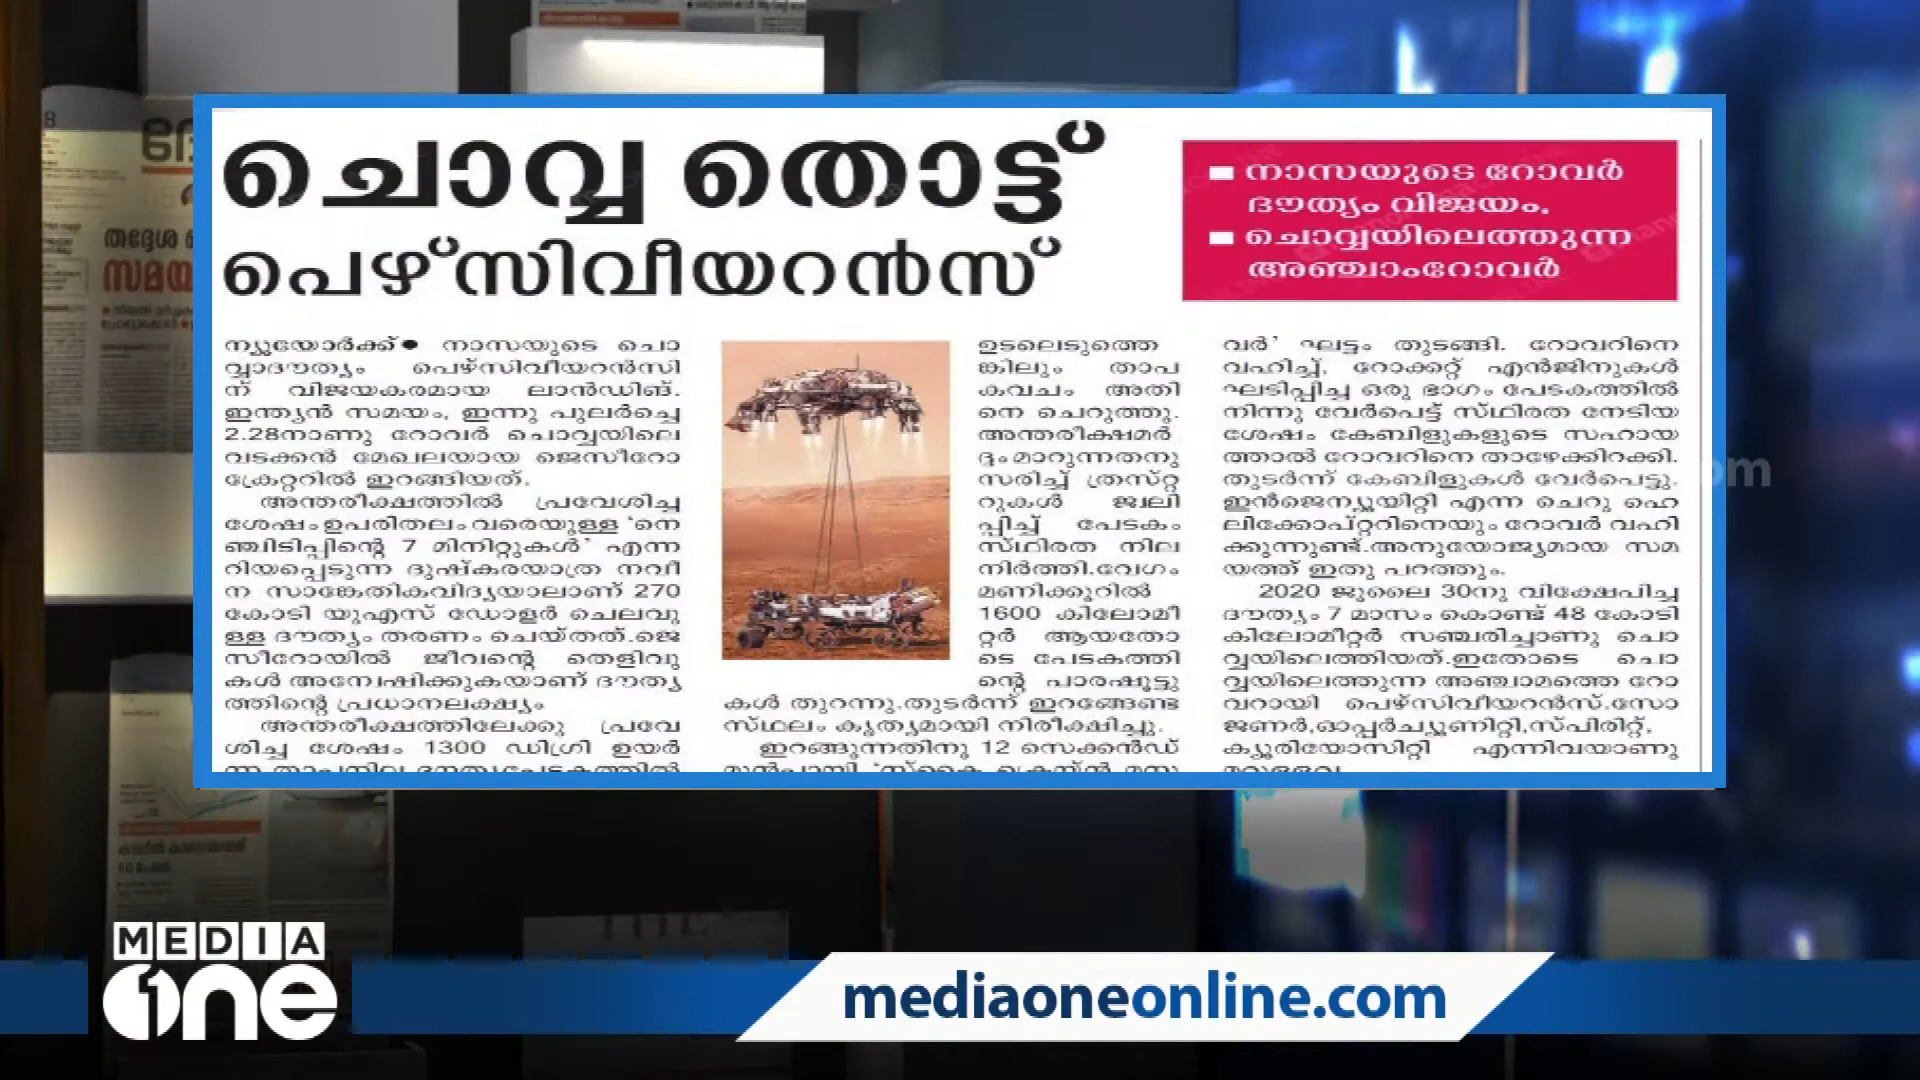 ചൊവ്വ തൊട്ട്
പെഴ്സിവീയറൻസ്
നാസയുടെ റോവർ
ദൗത്യം വിജയം.
ചൊവ്വയിലെത്തുന്ന
അഞ്ചാംറോവർ
ന്യൂയോർക്ക്● നാസയുടെ ചൊ
വ്വാദൗത്യം പെഴ്സിവീയറൻസി
ന് വിജയകരമായ ലാൻഡിങ്.
ഇന്ത്യൻ സമയം, ഇന്നു പുലർച്ചെ
2.28നാണു റോവർ ചൊവ്വയിലെ
വടക്കൻ മേഖലയായ ജെസീറോ
ക്രേറ്ററിൽ ഇറങ്ങിയത്.
അന്തരീക്ഷത്തിൽ പ്രവേശിച്ച
ശേഷം ഉപരിതലം വരെയുള്ള 'നെ
ഞ്ചിടിപ്പിന്റെ 7 മിനിറ്റുകൾ' എന്ന
റിയപ്പെടുന്ന ദുഷ്കരയാത്ര നവീ
ന സാങ്കേതികവിദ്യയാലാണ് 270
കോടി യുഎസ് ഡോളർ ചെലവു
ള്ള ദൗത്യം തരണം ചെയ്തത്.ജെ
സീറോയിൽ ജീവന്റെ തെളിവു
കൾ അന്വേഷിക്കുകയാണ് ദൗത്യ
ത്തിന്റെ പ്രധാനലക്ഷ്യം
അന്തരീക്ഷത്തിലേക്കു പ്രവേ
ശിച്ച ശേഷം 1300 ഡിഗ്രി ഉയർ
ഉടലെടുത്തെ
ങ്കിലും താപ
കവചം അതി
നെ ചെറുത്തു.
അന്തരീക്ഷമർ
ദ്ദം മാറുന്നതനു
സരിച്ച് ത്രസ്റ്റ
റുകൾ ജ്വലി
പ്പിച്ച് പേടകം
സ്ഥിരത നില
നിർത്തി.വേഗം
മണിക്കൂറിൽ
1600 കിലോമീ
റ്റർ ആയതോ
ടെ പേടകത്തി
ന്റെ പാരഷൂട്ടു
കൾ തുറന്നു.തുടർന്ന് ഇറങ്ങേണ്ട
സ്ഥലം കൃത്യമായി നിരീക്ഷിച്ചു.
ഇറങ്ങുന്നതിനു 12 സെക്കൻഡ്
വർ' ഘട്ടം തുടങ്ങി. റോവറിനെ
വഹിച്ച്, റോക്കറ്റ് എൻജിനുകൾ
ഘടിപ്പിച്ച ഒരു ഭാഗം പേടകത്തിൽ
നിന്നു വേർപെട്ട് സ്ഥിരത നേടിയ
ശേഷം കേബിളുകളുടെ സഹായ
ത്താൽ റോവറിനെ താഴേക്കിറക്കി.
തുടർന്ന് കേബിളുകൾ വേർപെട്ടു.
ഇൻജെന്യൂയിറ്റി എന്ന ചെറു ഹെ
ലിക്കോപ്റ്ററിനെയും റോവർ വഹി
ക്കുന്നുണ്ട്.അനുയോജ്യമായ സമ
യത്ത് ഇതു പറത്തും.
2020 ജൂലൈ 30നു വിക്ഷേപിച്ച
ദൗത്യം 7 മാസം കൊണ്ട് 48 കോടി
കിലോമീറ്റർ സഞ്ചരിച്ചാണു ചൊ
വ്വയിലെത്തിയത്.ഇതോടെ ചൊ
വ്വയിലെത്തുന്ന അഞ്ചാമത്തെ റോ
വറായി പെഴ്സിവീയറൻസ്.സോ
ജണർ,ഓപ്പർച്യൂണിറ്റി,സ്പിരിറ്റ്,
ക്യൂരിയോസിറ്റി എന്നിവയാണു
MEDIA
one
mediaoneonline.com